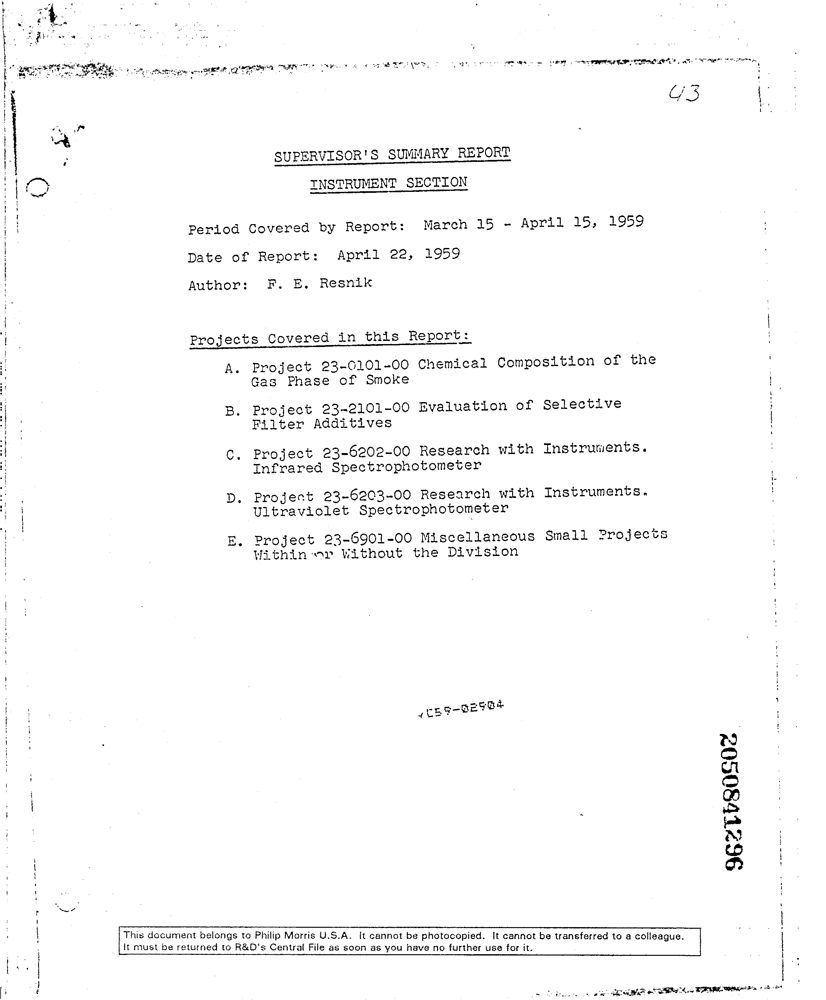 43
SUPERVISOR'S SUMMARY REPORT
INSTRUMENT SECTION
Period Covered by Report: March 15 - April 15, 1959
Date of Report: April 22, 1959
Author: F. E. Resnik
Projects Covered in this Report:
A. Project 23-0101-00 Chemical Composition of the
Gas Phase of Smoke
B. Project 23-2101-00 Evaluation of Selective
Filter Additives
C. Project 23-6202-00 Research with Instruments.
Infrared Spectrophotometer
D. Project 23-6203-00 Research with Instruments.
Ultraviolet Spectrophotometer
E. Project 23-6901-00 Miscellaneous Small Projects
Within or Without the Division
C59-02904
2050841296
This document belongs to Philip Morris U.S.A. It cannot be photocopied. It cannot be transferred to a colleague.
It must be returned to R&D's Central File as soon as you have no further use for it.